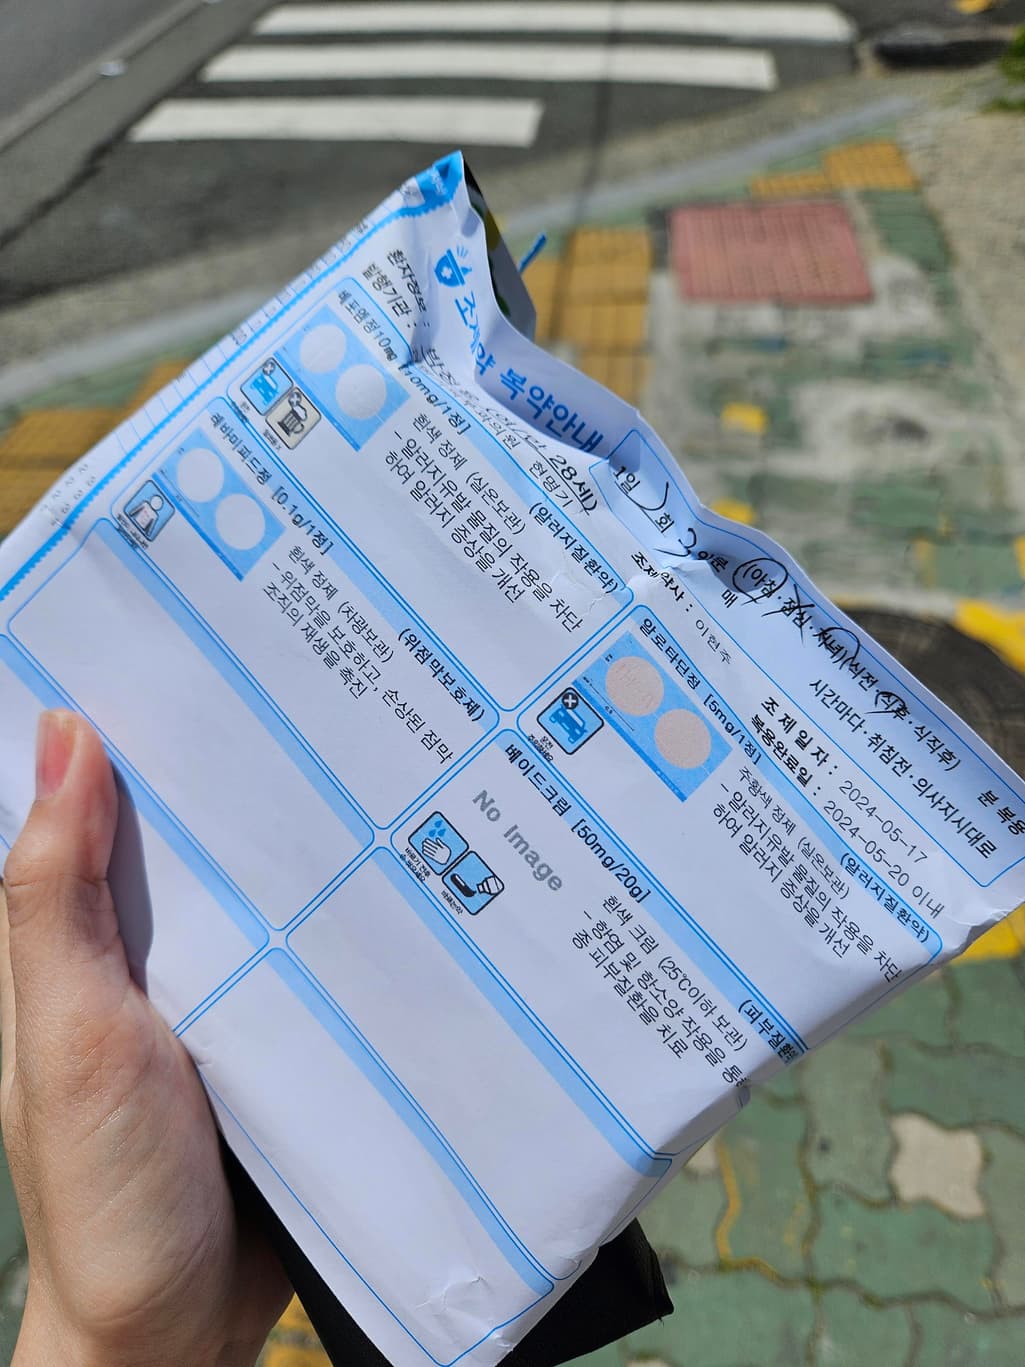 조제약 복약안내
환자정보 : 28세)
발행기관 : 의원 현명기
1일 회 일분 (아침·점심·저녁)(식전·식후·식직후) 분 복용
매 시간마다·취침전·의사지시대로
조제약사 : 이현주
조 제 일 자 : 2024-05-17
복용완료일 : 2024-05-20 이내
베포엠정10mg [10mg/1정] (알러지질환약)
흰색 정제 (실온보관)
- 알러지유발 물질의 작용을 차단
하여 알러지 증상을 개선
알로타딘정 [5mg/1정] (알러지질환약)
주황색 정제 (실온보관)
- 알러지유발 물질의 작용을 차단
하여 알러지 증상을 개선
운전
레바미피드정 [0.1g/1정] (위점막보호제)
흰색 정제 (차광보관)
- 위점막을 보호하고, 손상된 점막
조직의 재생을 촉진
베이드크림 [50mg/20g] (피부질환
No Image
흰색 크림 (25℃이하 보관)
- 항염 및 항소양 작용을 통
종 피부질환을 치료